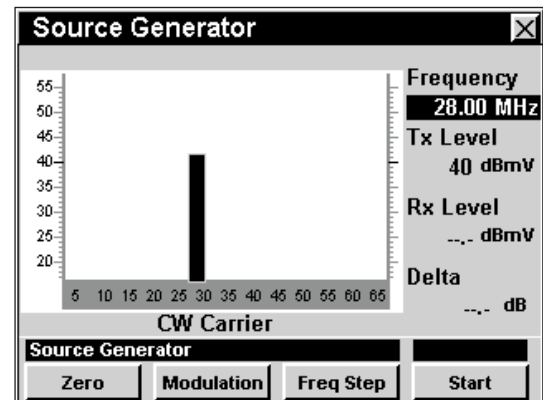 Source Generator
Frequency
28.00 MHz
Tx Level
40 dBmV
Rx Level
--.- dBmV
Delta
--.- dB
55
50
45
40
35
30
25
20
5 10 15 20 25 30 35 40 45 50 55 60 65
CW Carrier
Source Generator
Zero Modulation Freq Step Start